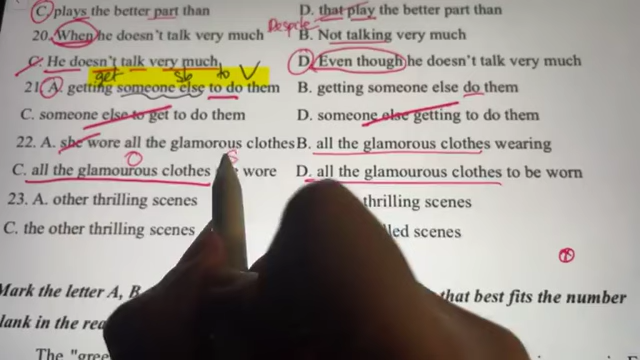 C. plays the better part than D. that play the better part than
Despite
20. When he doesn't talk very much B. Not talking very much
C. He doesn't talk very much, D. Even though he doesn't talk very much
get sb to V
21. A. getting someone else to do them B. getting someone else do them
C. someone else to get to do them D. someone else getting to do them
22. A. she wore all the glamorous clothes B. all the glamorous clothes wearing
O S
C. all the glamourous clothes wore D. all the glamourous clothes to be worn
23. A. other thrilling scenes thrilling scenes
C. the other thrilling scenes led scenes
Mark the letter A, B that best fits the number
lank in the rea
The "gree